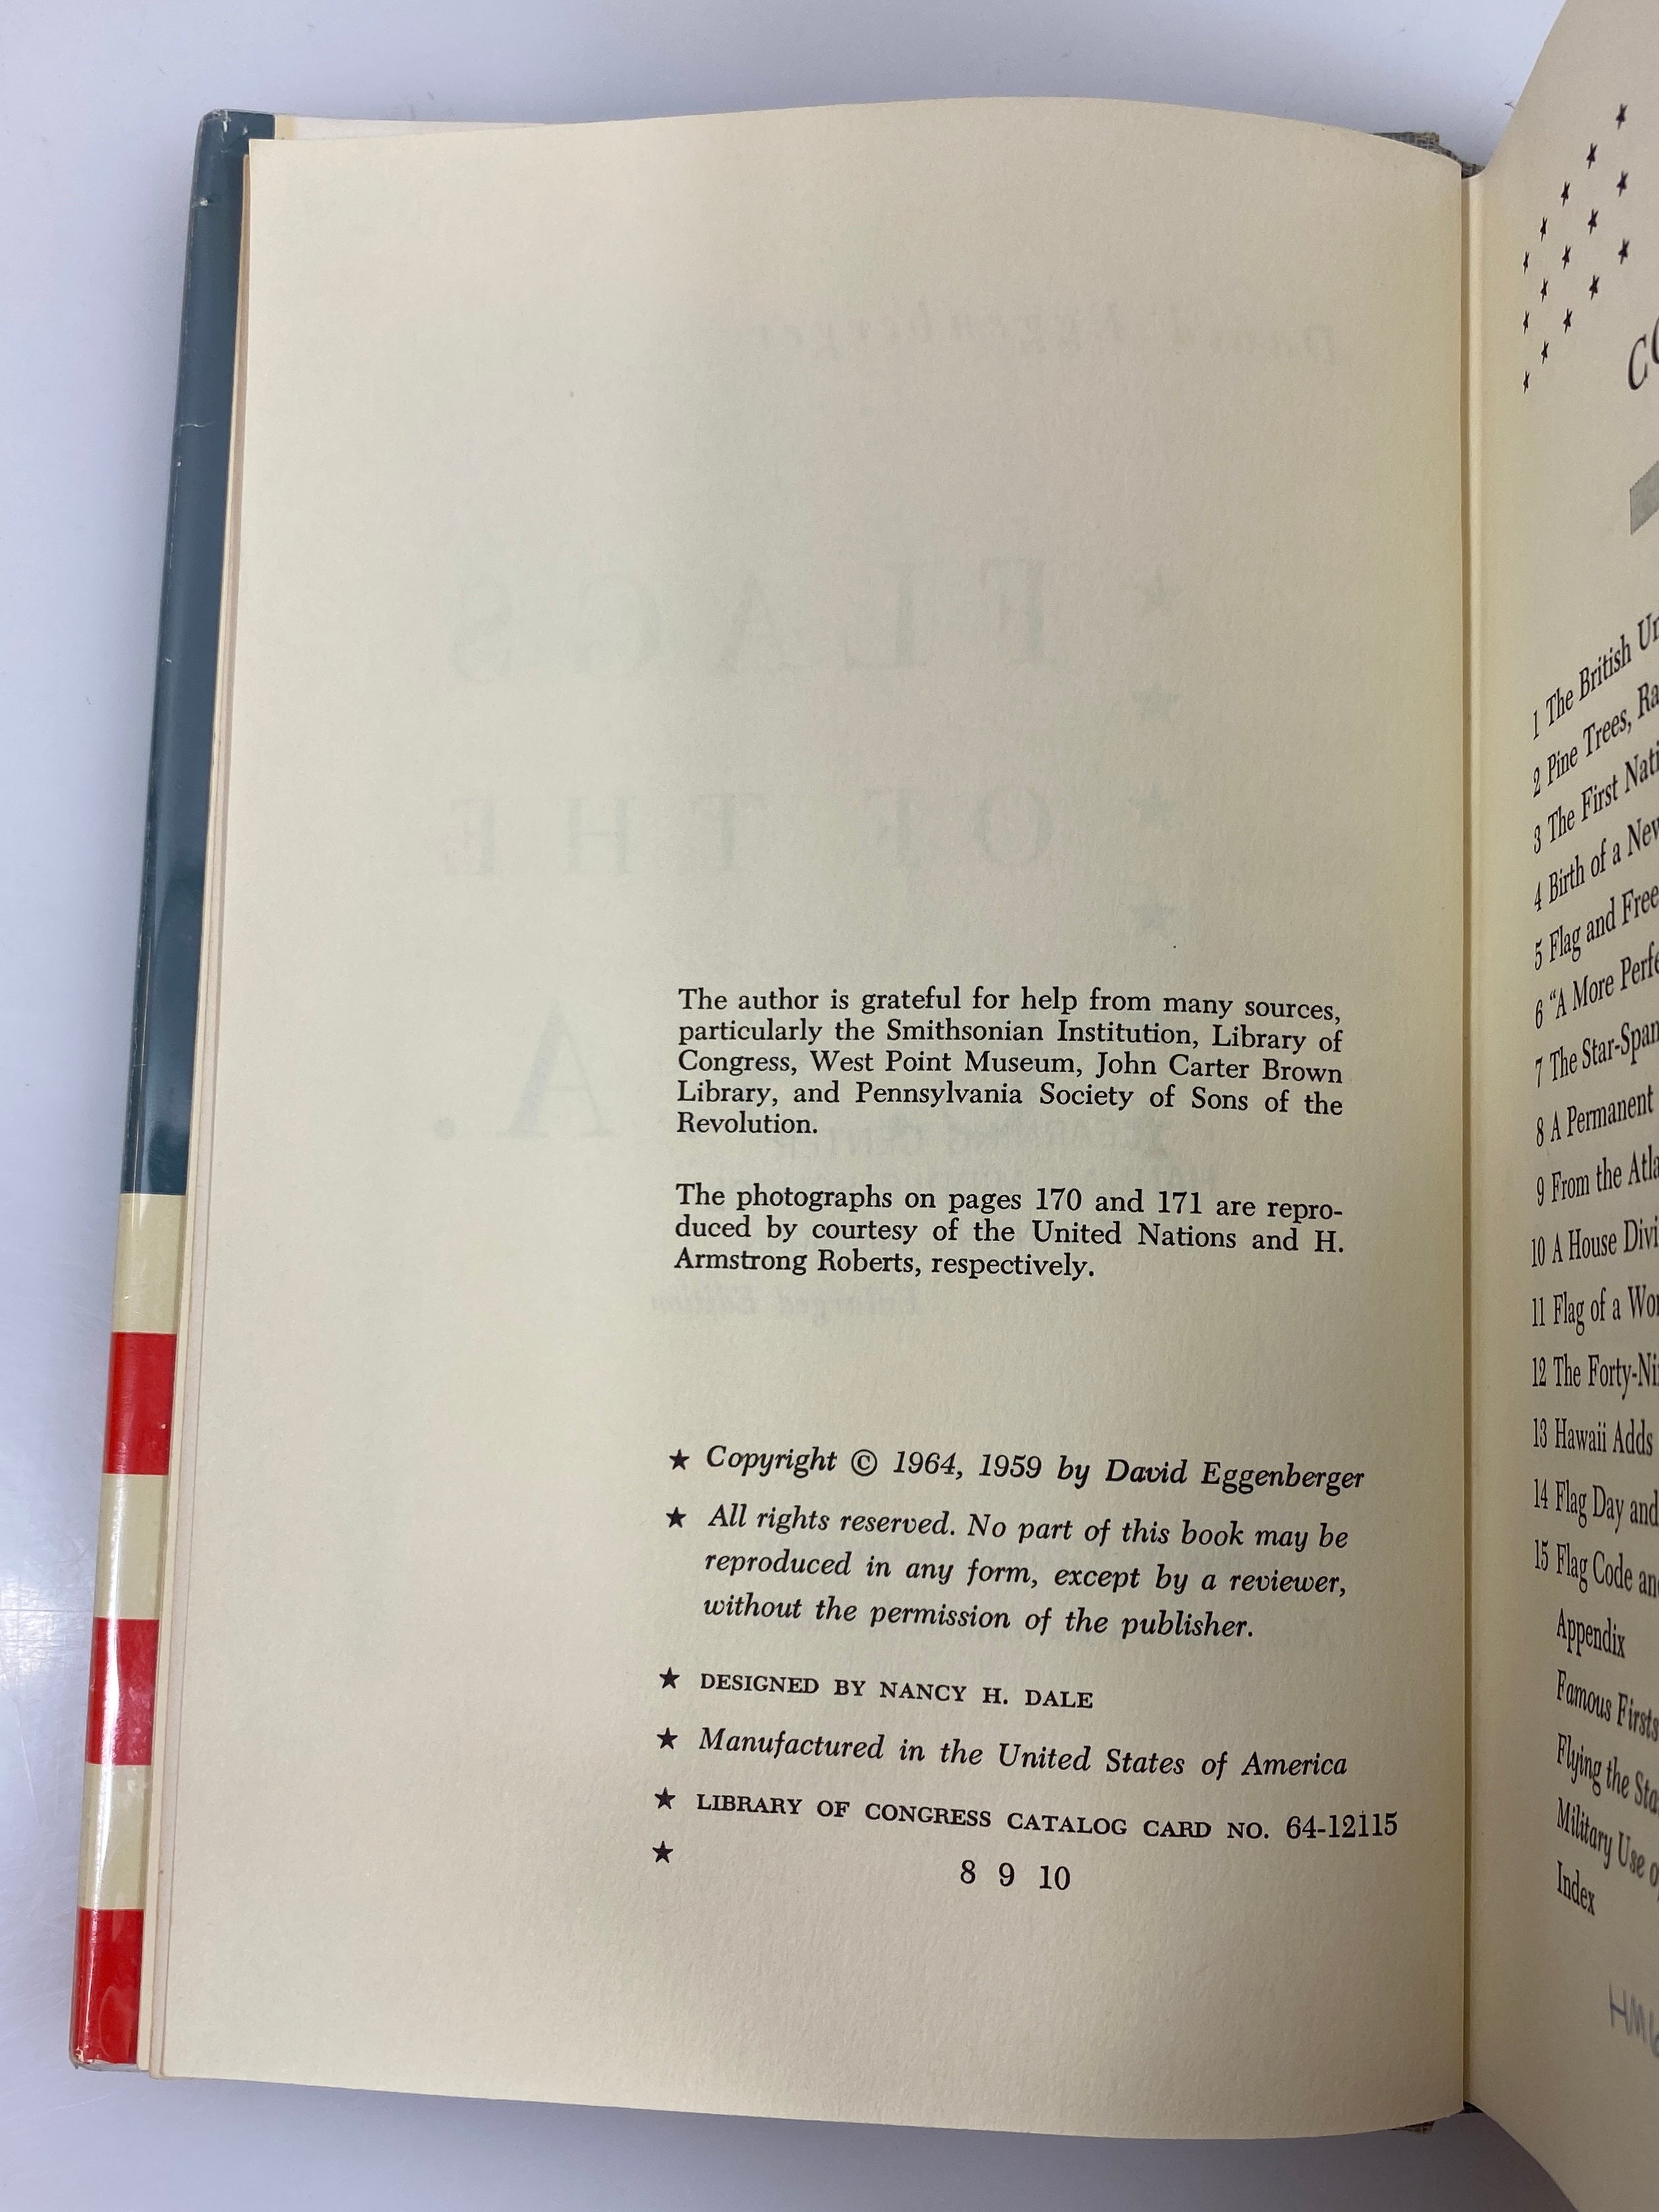 The author is grateful for help from many sources,
particularly the Smithsonian Institution, Library of
Congress, West Point Museum, John Carter Brown
Library, and Pennsylvania Society of Sons of the
Revolution.
The photographs on pages 170 and 171 are repro-
duced by courtesy of the United Nations and H.
Armstrong Roberts, respectively.
★ Copyright © 1964, 1959 by David Eggenberger
★ All rights reserved. No part of this book may be
reproduced in any form, except by a reviewer,
without the permission of the publisher.
★ DESIGNED BY NANCY H. DALE
★ Manufactured in the United States of America
★ LIBRARY OF CONGRESS CATALOG CARD NO. 64-12115
★ 8 9 10
1 The British
2 Pine Trees,
3 The First
4 Birth of a
5 Flag and
6 "A More
7 The
8 A Permanent
9 From the
10 A House
11 Flag of a
12 The
13 Hawaii Adds
14 Flag Day and
15 Flag Code
Appendix
Famous Firsts
Flying the
Military Use
Index